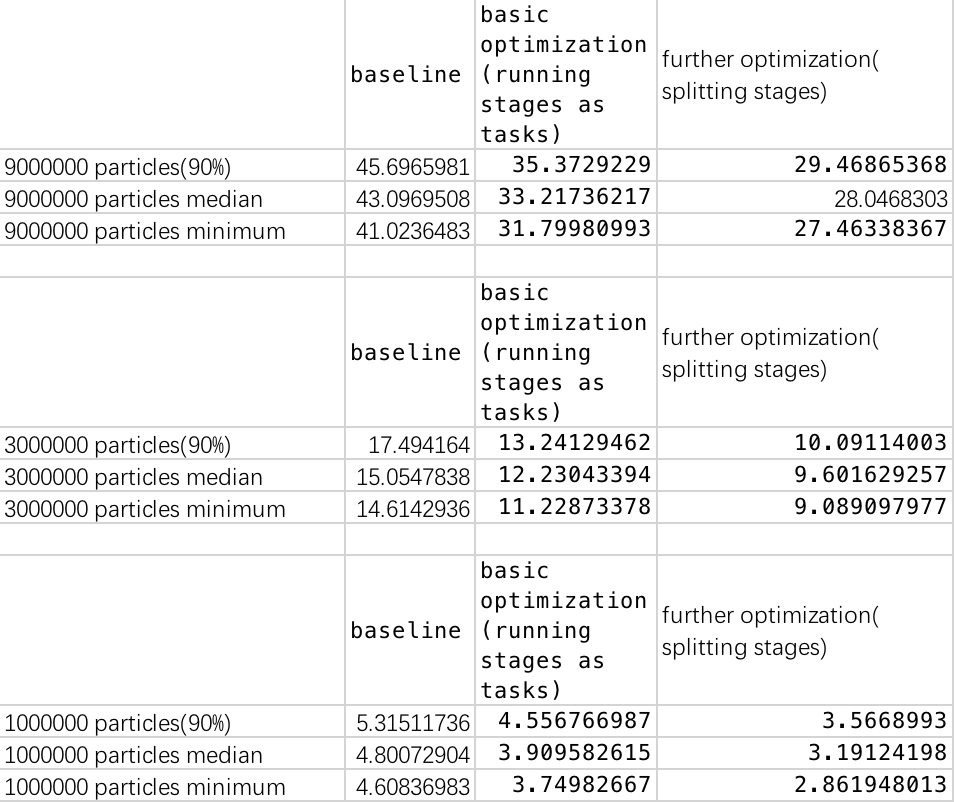 baseline basic optimization (running stages as tasks) further optimization( splitting stages)
9000000 particles(90%) 45.6965981 35.3729229 29.46865368
9000000 particles median 43.0969508 33.21736217 28.0468303
9000000 particles minimum 41.0236483 31.79980993 27.46338367
baseline basic optimization (running stages as tasks) further optimization( splitting stages)
3000000 particles(90%) 17.494164 13.24129462 10.09114003
3000000 particles median 15.0547838 12.23043394 9.601629257
3000000 particles minimum 14.6142936 11.22873378 9.089097977
baseline basic optimization (running stages as tasks) further optimization( splitting stages)
1000000 particles(90%) 5.31511736 4.556766987 3.5668993
1000000 particles median 4.80072904 3.909582615 3.19124198
1000000 particles minimum 4.60836983 3.74982667 2.861948013